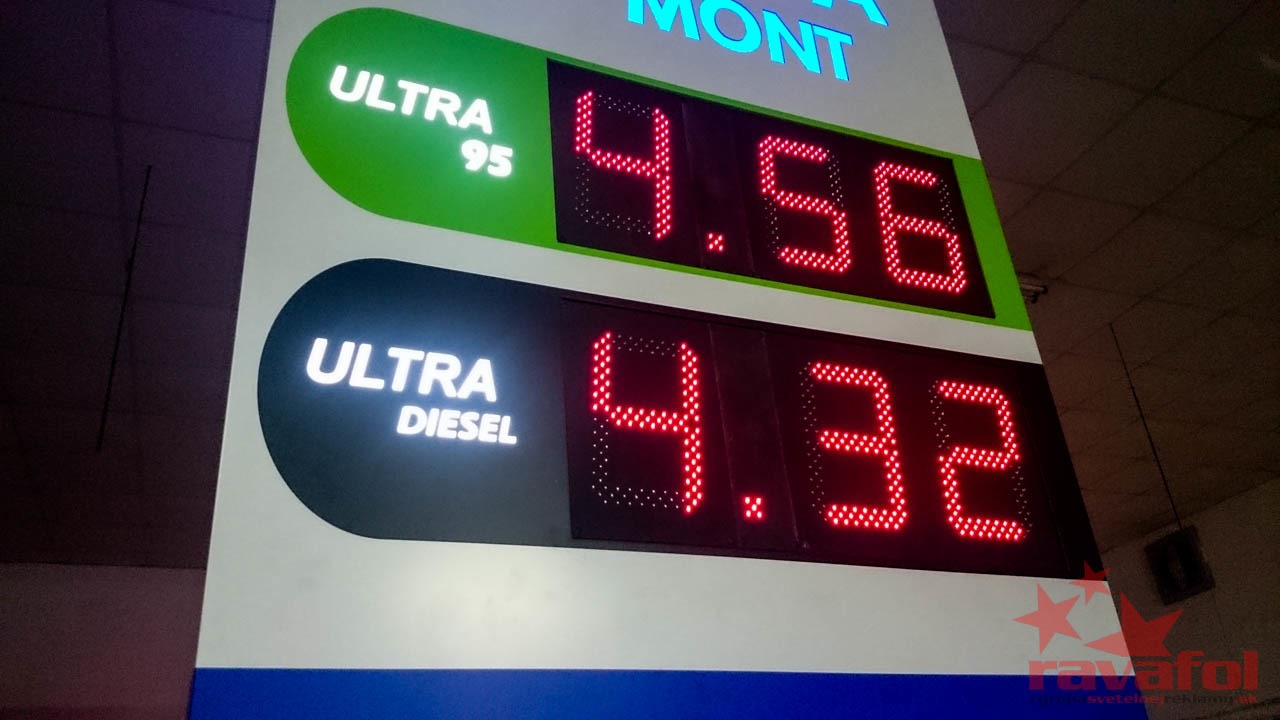 MONT
ULTRA
95
4.56
ULTRA
DIESEL
4.32
ravafol